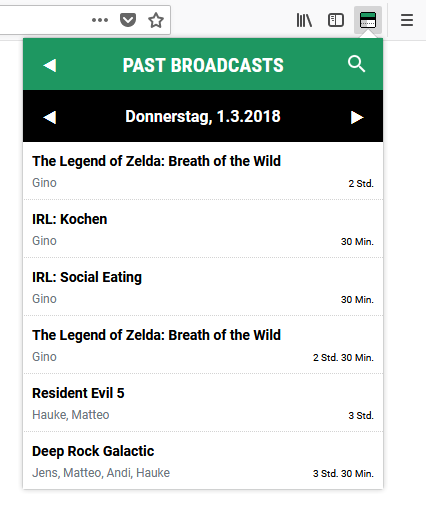 PAST BROADCASTS
Donnerstag, 1.3.2018
The Legend of Zelda: Breath of the Wild
Gino
2 Std.
IRL: Kochen
Gino
30 Min.
IRL: Social Eating
Gino
30 Min.
The Legend of Zelda: Breath of the Wild
Gino
2 Std. 30 Min.
Resident Evil 5
Hauke, Matteo
3 Std.
Deep Rock Galactic
Jens, Matteo, Andi, Hauke
3 Std. 30 Min.